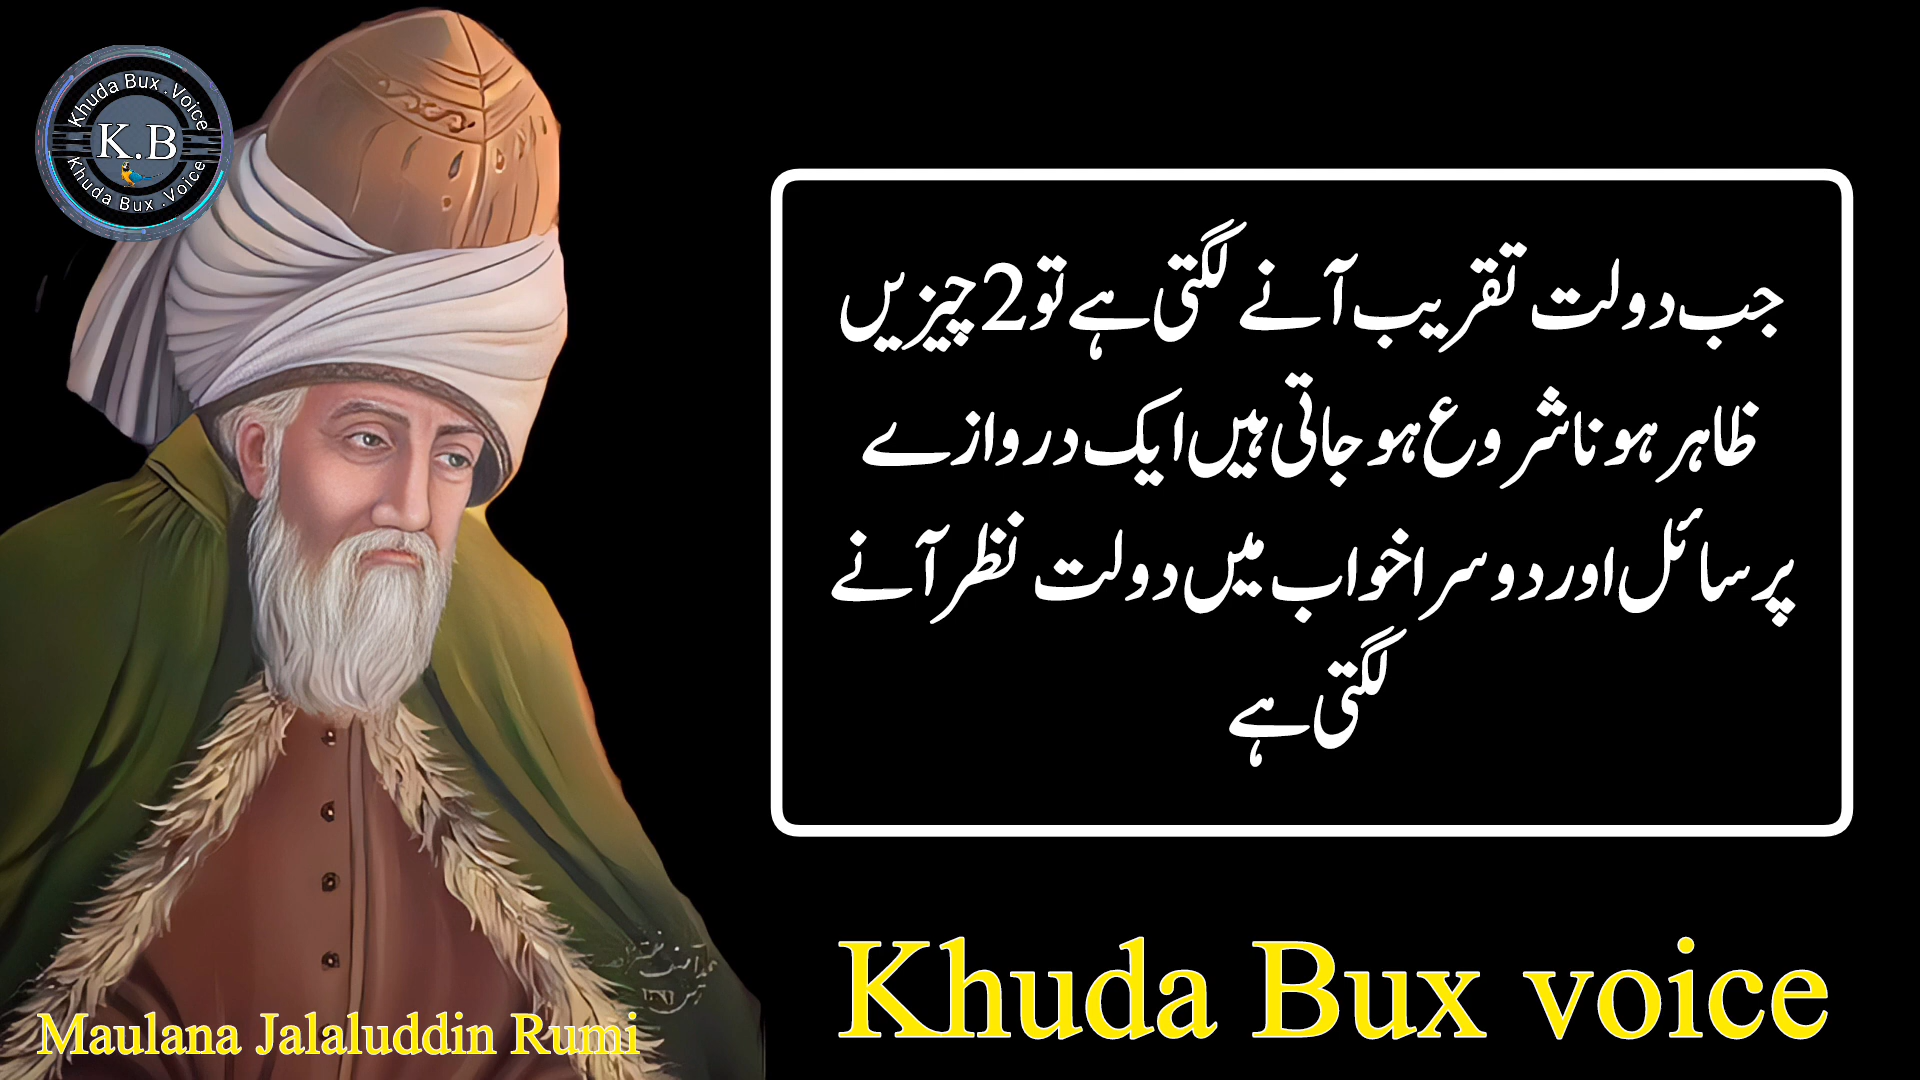 Khuda Bux .Voice
K.B
Khuda Bux .Voice
جب دولت تقریب آنے لگتی ہے تو 2 چیزیں
ظاہر ہونا شروع ہو جاتی ہیں ایک دروازے
پر سائل اور دوسرا خواب میں دولت نظر آنے
لگتی ہے
Khuda Bux voice
Maulana Jalaluddin Rumi